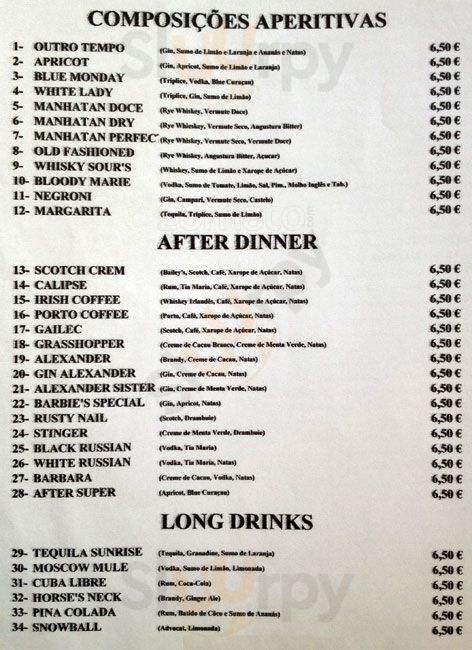 COMPOSIÇÕES APERITIVAS
1- OUTRO TEMPO (Gin, Sumo de Limão e Laranja e Ananás e Natas) 6,50 €
2- APRICOT (Gin, Apricot, Sumo de Limão e Laranja) 6,50 €
3- BLUE MONDAY (Triplice, Vodka, Blue Curaçau) 6,50 €
4- WHITE LADY (Triplice, Gin, Sumo de Limão) 6,50 €
5- MANHATAN DOCE (Rye Whiskey, Vermute Doce) 6,50 €
6- MANHATAN DRY (Rye Whieskey, Vermute Seco, Angustura Bitter) 6,50 €
7- MANHATAN PERFEC (Rye Whiskey, Vermute Seco, Vermute Doce) 6,50 €
8- OLD FASHIONED (Rye Whiskey, Angustura Bitter, Açucar) 6,50 €
9- WHISKY SOUR'S (Whiskey, Sumo de Limão e Xarope de Açúcar) 6,50 €
10- BLOODY MARIE (Vodka, Sumo de Tomate, Limão, Sal, Pim., Molho Inglês e Tab.) 6,50 €
11- NEGRONI (Gin, Campari, Vermute Seco, Castelo) 6,50 €
12- MARGARITA (Tequila, Triplice, Sumo de Limão) 6,50 €
AFTER DINNER
13- SCOTCH CREM (Bailey's, Scotch, Café, Xarope de Açúcar, Natas) 6,50 €
14- CALIPSE (Rum, Tia Maria, Café, Xarope de Açúcar, Natas) 6,50 €
15- IRISH COFFEE (Whiskey Irlandês, Café, Xarope de Açúcar, Natas) 6,50 €
16- PORTO COFFEE (Porto, Café, Xarope de Açúcar, Natas) 6,50 €
17- GAILEC (Scotch, Café, Xarope de Açúcar, Natas) 6,50 €
18- GRASSHOPPER (Creme de Cacau Branco, Creme de Menta Verde, Natas) 6,50 €
19- ALEXANDER (Brandy, Creme de Cacau, Natas) 6,50 €
20- GIN ALEXANDER (Gin, Creme de Cacau, Natas) 6,50 €
21- ALEXANDER SISTER (Gin, Creme de Menta Verde, Natas) 6,50 €
22- BARBIE'S SPECIAL (Gin, Apricot, Natas) 6,50 €
23- RUSTY NAIL (Scotch, Drambuie) 6,50 €
24- STINGER (Creme de Menta Verde, Drambuie) 6,50 €
25- BLACK RUSSIAN (Vodka, Tia Maria) 6,50 €
26- WHITE RUSSIAN (Vodka, Tia Maria, Natas) 6,50 €
27- BARBARA (Creme de Cacau, Vodka, Natas) 6,50 €
28- AFTER SUPER (Apricot, Blue Curaçau) 6,50 €
LONG DRINKS
29- TEQUILA SUNRISE (Tequila, Granadine, Sumo de Laranja) 6,50 €
30- MOSCOW MULE (Vodka, Sumo de Limão, Limonada) 6,50 €
31- CUBA LIBRE (Rum, Coca-Cola) 6,50 €
32- HORSE'S NECK (Brandy, Ginger Ale) 6,50 €
33- PINA COLADA (Rum, Batido de Côco e Sumo de Ananás) 6,50 €
34- SNOWBALL (Advocat, Limonada) 6,50 €